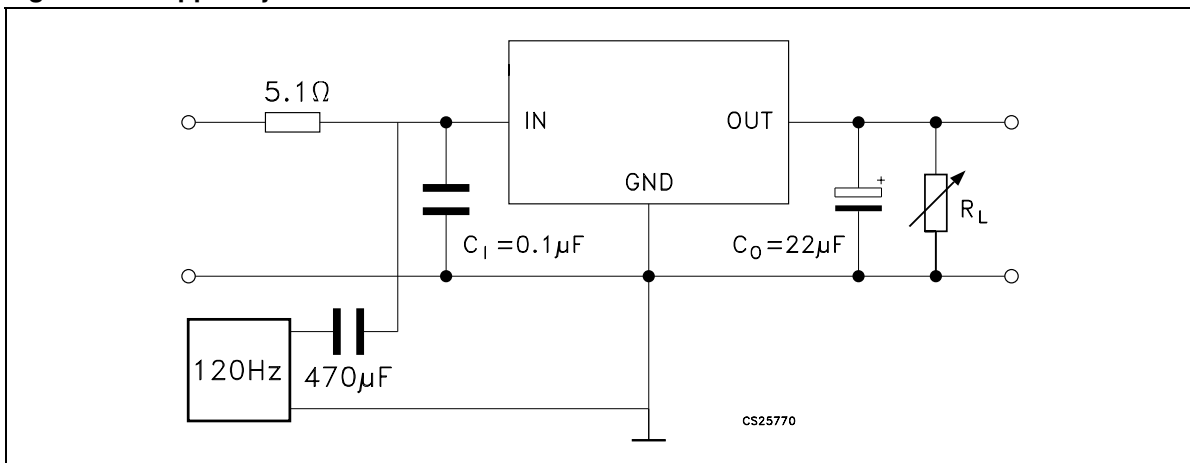 5.1Ω
IN
OUT
GND
+
R_L
C_I=0.1μF
C_O=22μF
120Hz
470μF
CS25770